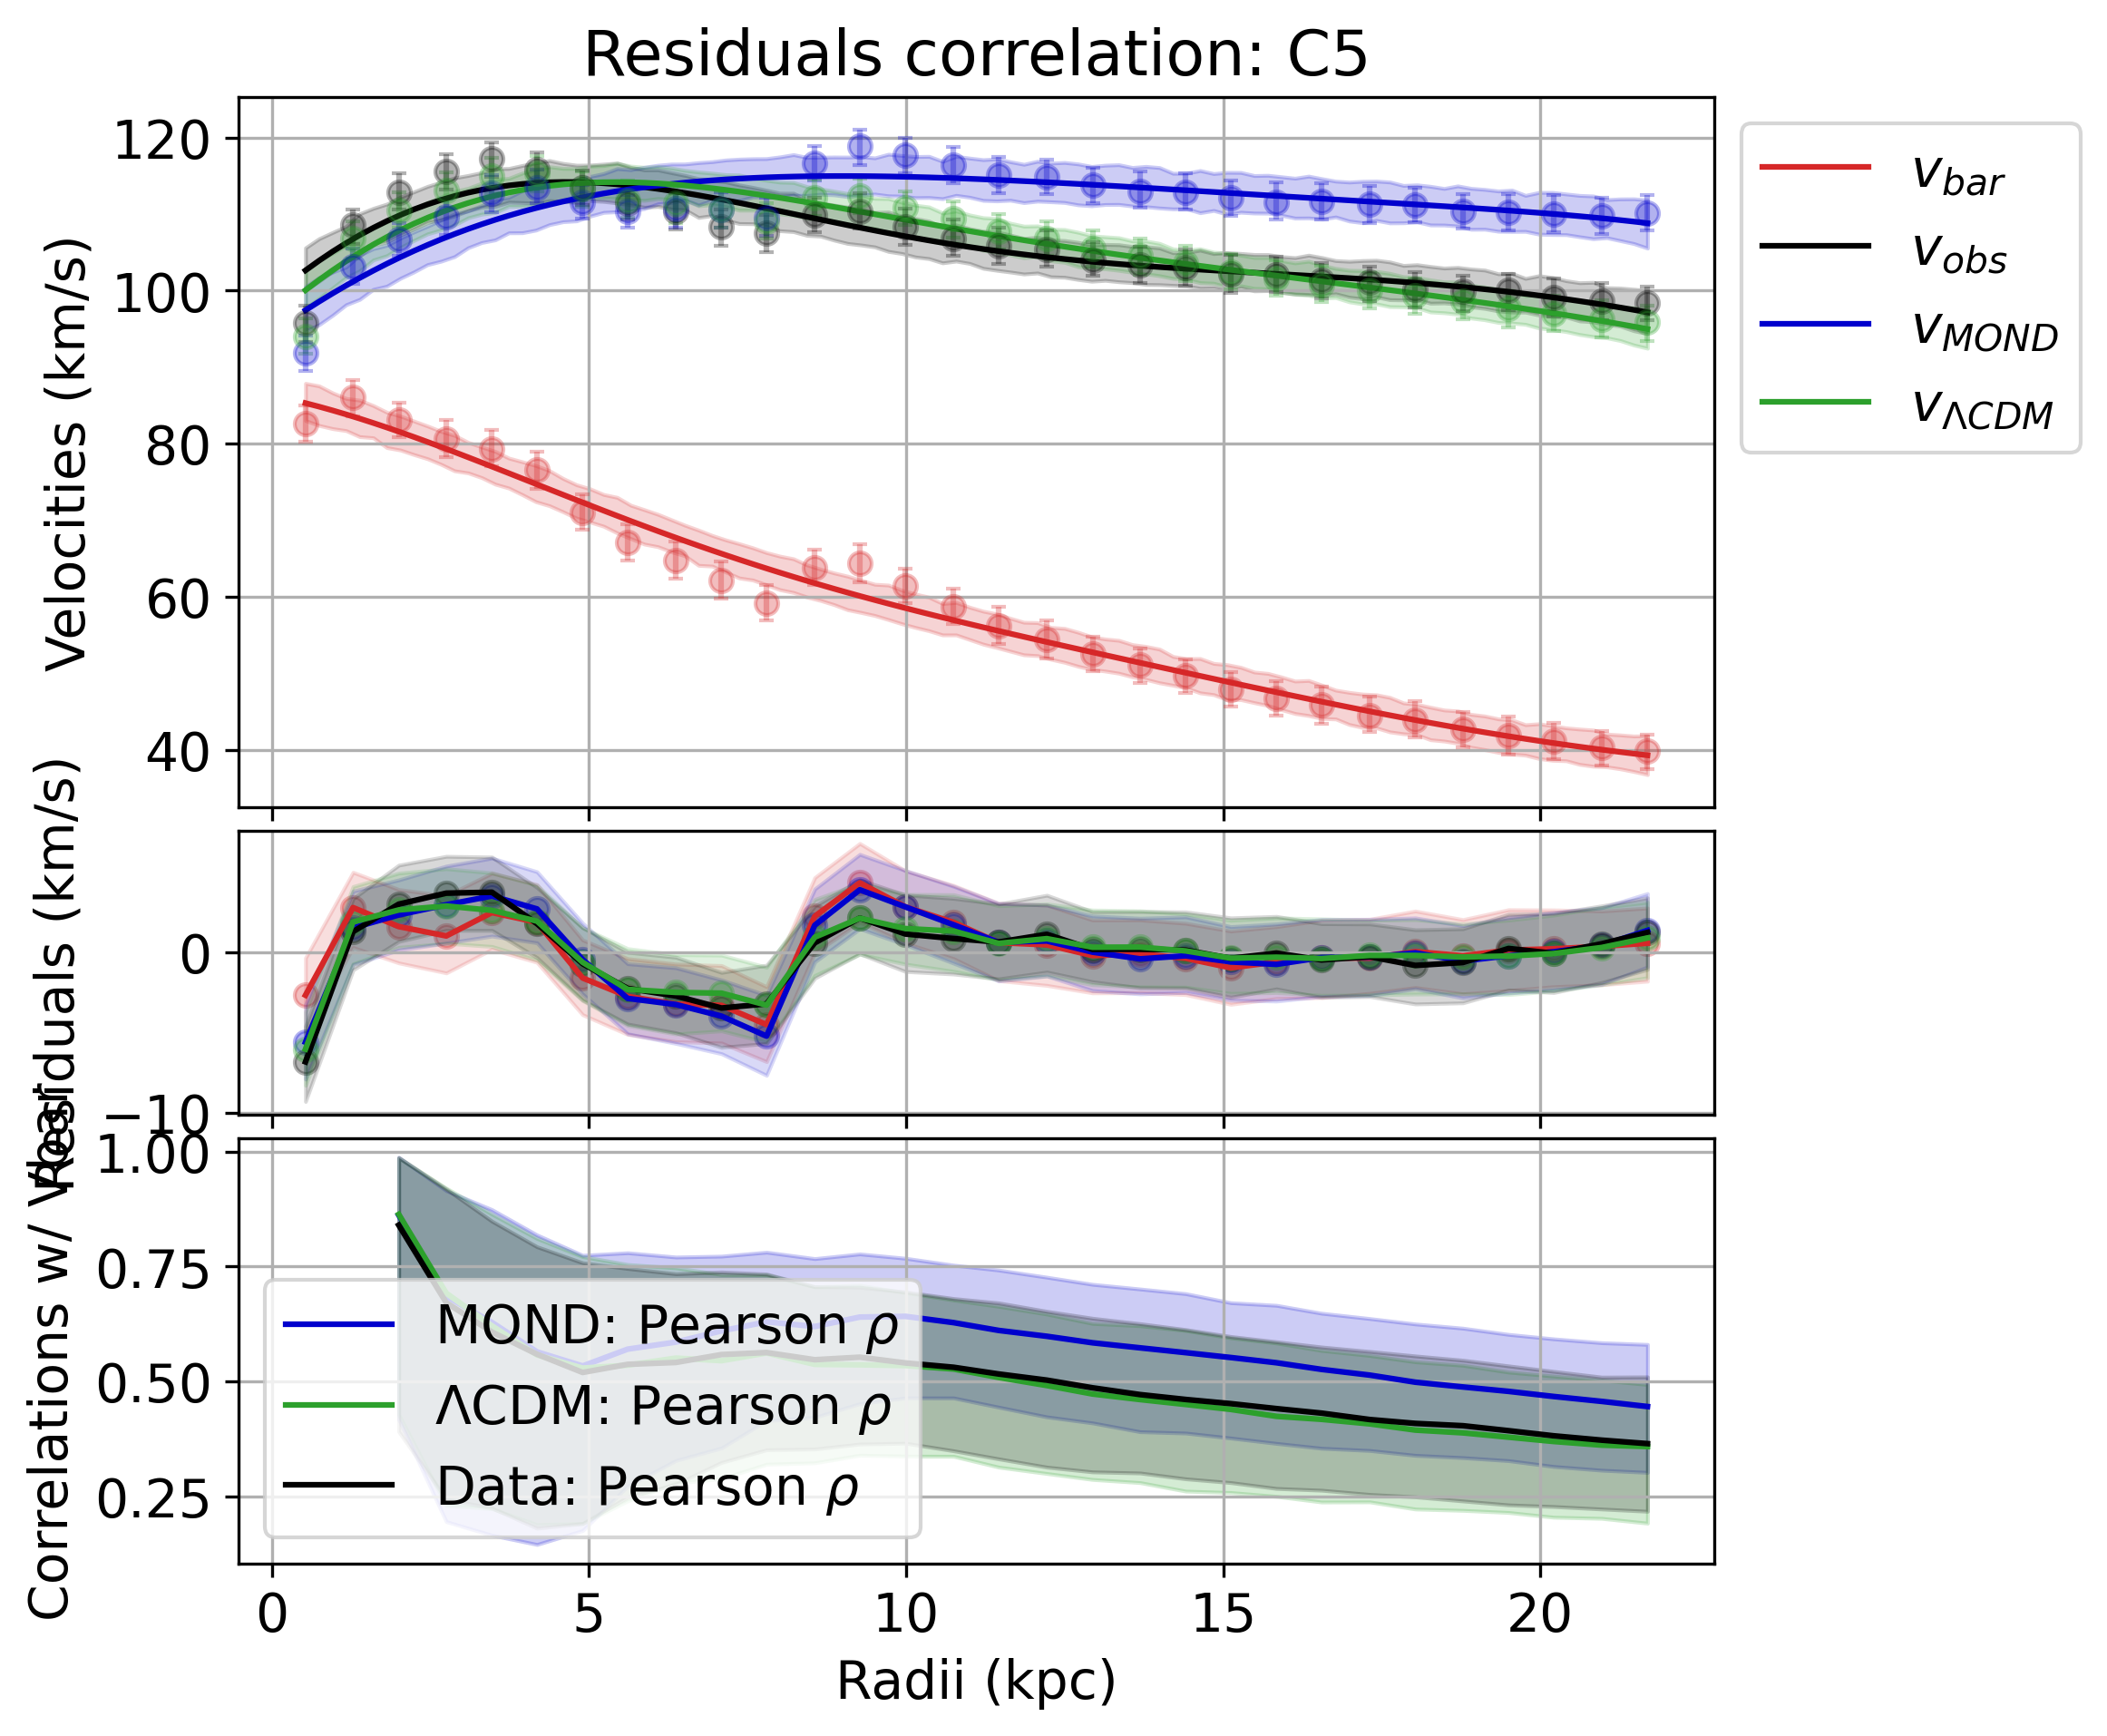 Residuals correlation: C5
120
100
80
60
40
Velocities (km/s)
v_bar
v_obs
v_MOND
v_ΛCDM
0
−10
Residuals (km/s)
1.00
0.75
0.50
0.25
Correlations w/ Vbar
MOND: Pearson ρ
ΛCDM: Pearson ρ
Data: Pearson ρ
0 5 10 15 20
Radii (kpc)